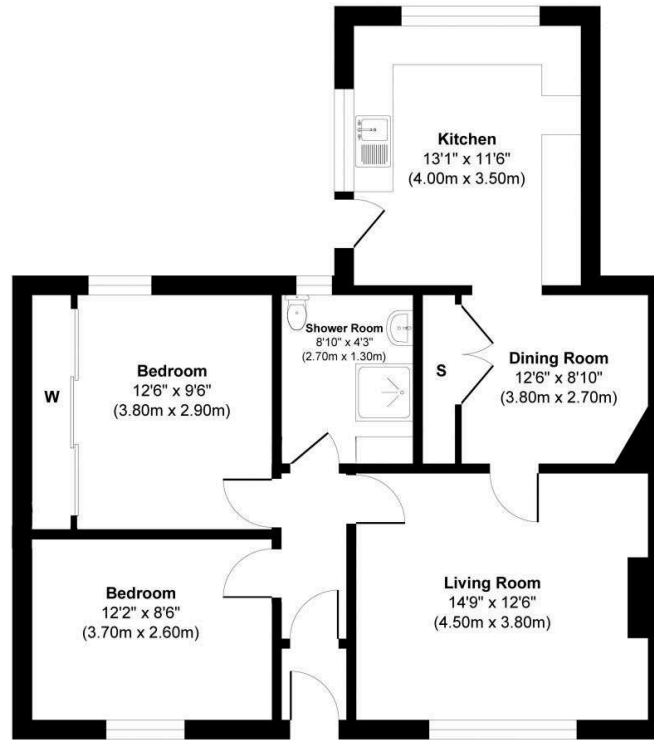 Kitchen
13'1" x 11'6"
(4.00m x 3.50m)
Shower Room
8'10" x 4'3"
(2.70m x 1.30m)
Bedroom
12'6" x 9'6"
(3.80m x 2.90m)
W
S
Dining Room
12'6" x 8'10"
(3.80m x 2.70m)
Bedroom
12'2" x 8'6"
(3.70m x 2.60m)
Living Room
14'9" x 12'6"
(4.50m x 3.80m)